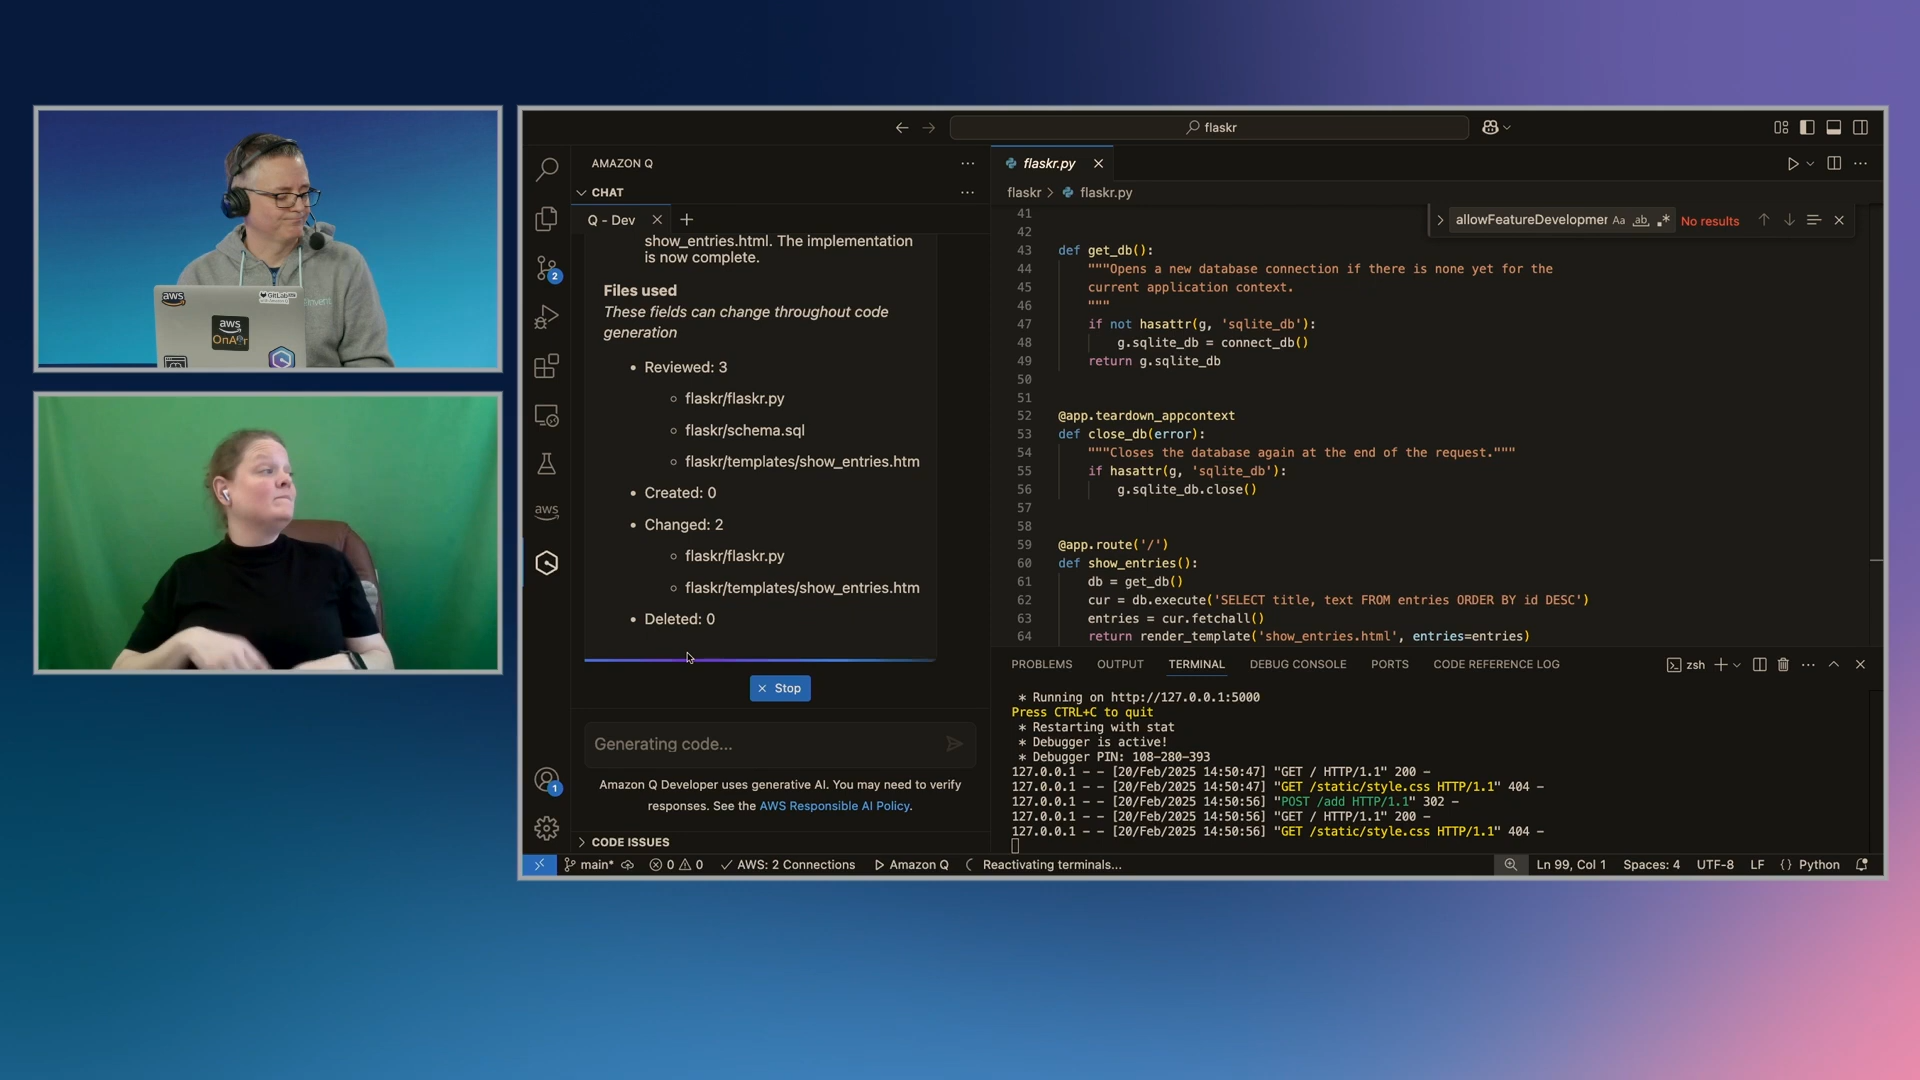 aws
GitLab
aws
OnAir
flaskr
AMAZON Q
CHAT
Q - Dev
show_entries.html. The implementation
is now complete.
Files used
These fields can change throughout code
generation
Reviewed: 3
flaskr/flaskr.py
flaskr/schema.sql
flaskr/templates/show_entries.htm
Created: 0
Changed: 2
flaskr/flaskr.py
flaskr/templates/show_entries.htm
Deleted: 0
Stop
Generating code...
Amazon Q Developer uses generative AI. You may need to verify
responses. See the AWS Responsible AI Policy.
CODE ISSUES
2
aws
1
flaskr.py
flaskr > flaskr.py
allowFeatureDevelopmer Aa ab No results
41
42
43 def get_db():
44 """Opens a new database connection if there is none yet for the
45 current application context.
46 """
47 if not hasattr(g, 'sqlite_db'):
48 g.sqlite_db = connect_db()
49 return g.sqlite_db
50
51
52 @app.teardown_appcontext
53 def close_db(error):
54 """Closes the database again at the end of the request."""
55 if hasattr(g, 'sqlite_db'):
56 g.sqlite_db.close()
57
58
59 @app.route('/')
60 def show_entries():
61 db = get_db()
62 cur = db.execute('SELECT title, text FROM entries ORDER BY id DESC')
63 entries = cur.fetchall()
64 return render_template('show_entries.html', entries=entries)
PROBLEMS OUTPUT TERMINAL DEBUG CONSOLE PORTS CODE REFERENCE LOG zsh
* Running on http://127.0.0.1:5000
Press CTRL+C to quit
* Restarting with stat
* Debugger is active!
* Debugger PIN: 108-280-393
127.0.0.1 - - [20/Feb/2025 14:50:47] "GET / HTTP/1.1" 200 -
127.0.0.1 - - [20/Feb/2025 14:50:47] "GET /static/style.css HTTP/1.1" 404 -
127.0.0.1 - - [20/Feb/2025 14:50:56] "POST /add HTTP/1.1" 302 -
127.0.0.1 - - [20/Feb/2025 14:50:56] "GET / HTTP/1.1" 200 -
127.0.0.1 - - [20/Feb/2025 14:50:56] "GET /static/style.css HTTP/1.1" 404 -
main* 0 0 AWS: 2 Connections Amazon Q Reactivating terminals... Ln 99, Col 1 Spaces: 4 UTF-8 LF {} Python